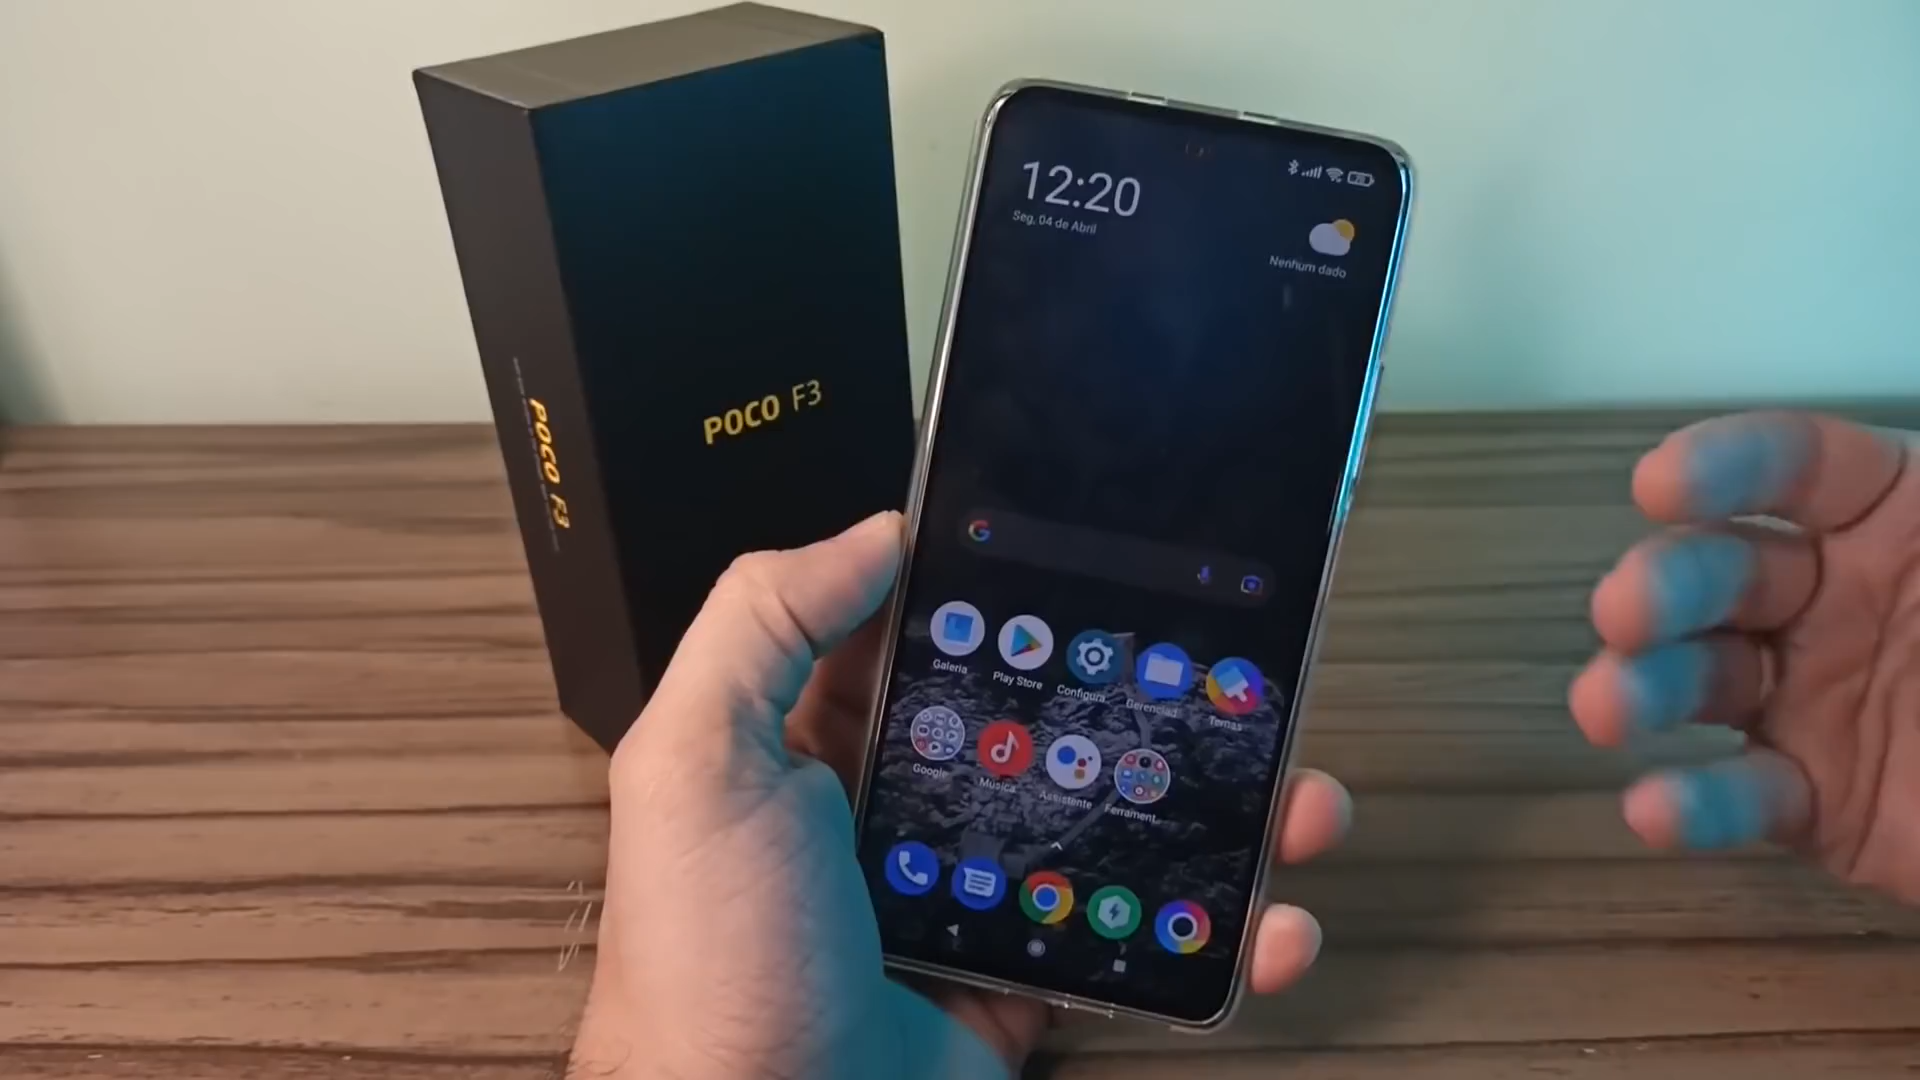 POCO F3
POCO F3
12:20
Seg, 04 de Abril
Nenhum dado
Galeria
Play Store
Configura...
Gerenciad...
Temas
Google
Música
Assistente
Ferrament...